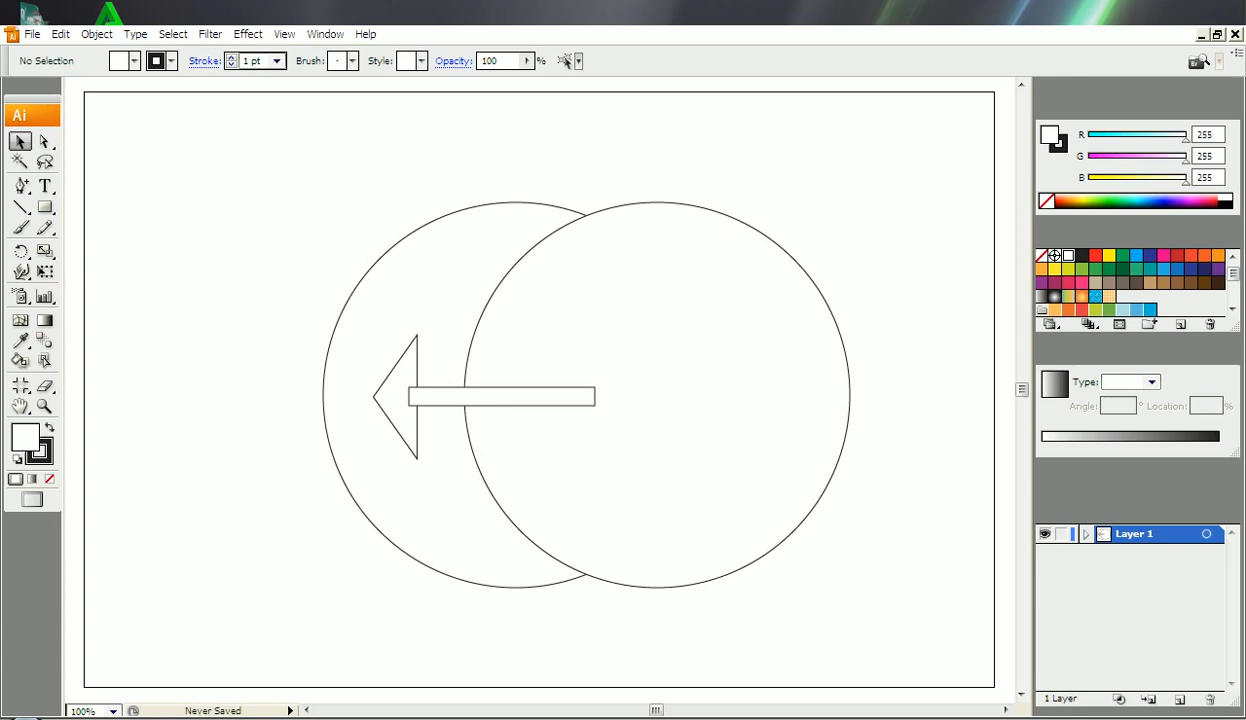 File Edit Object Type Select Filter Effect View Window Help
No Selection Stroke: 1 pt Brush: Style: Opacity: 100 %
Ai
R 255
G 255
B 255
Type:
Angle: ° Location: %
Layer 1
1 Layer
100% Never Saved